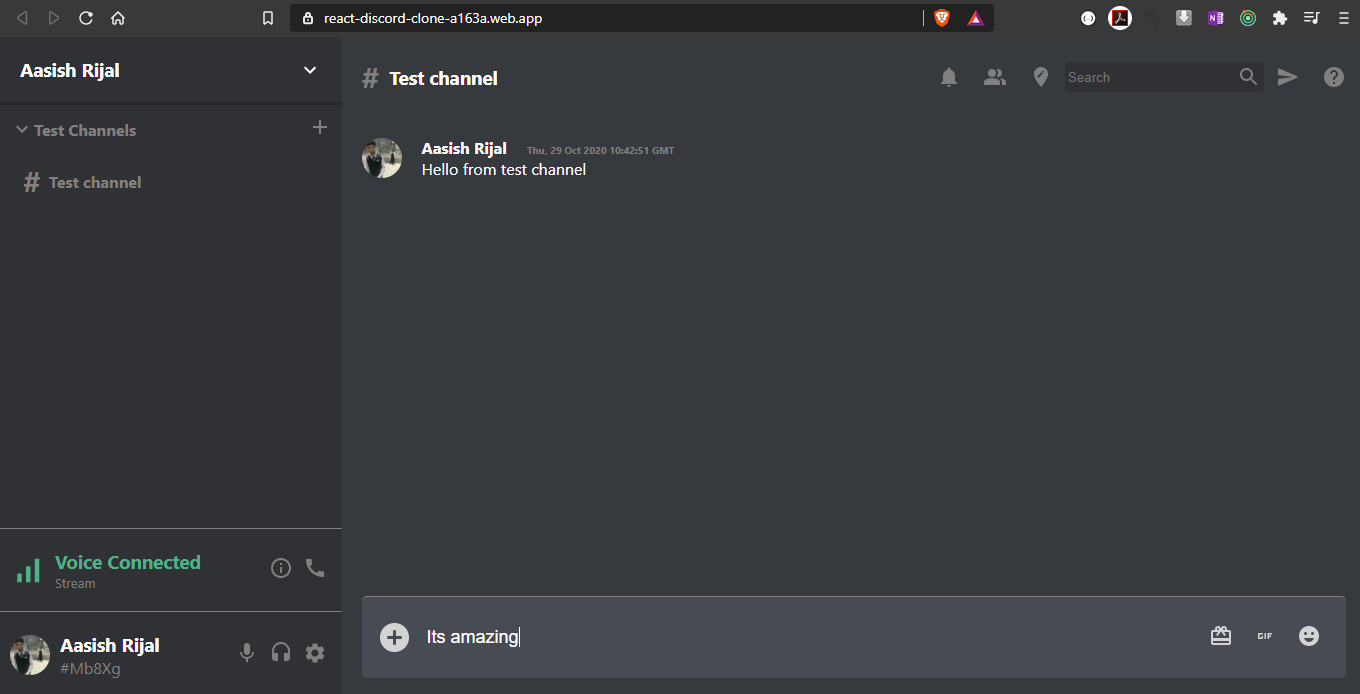 react-discord-clone-a163a.web.app
Aasish Rijal
Test Channels
# Test channel
Voice Connected
Stream
Aasish Rijal
#Mb8Xg
# Test channel
Search
Aasish Rijal Thu, 29 Oct 2020 10:42:51 GMT
Hello from test channel
Its amazing
GIF